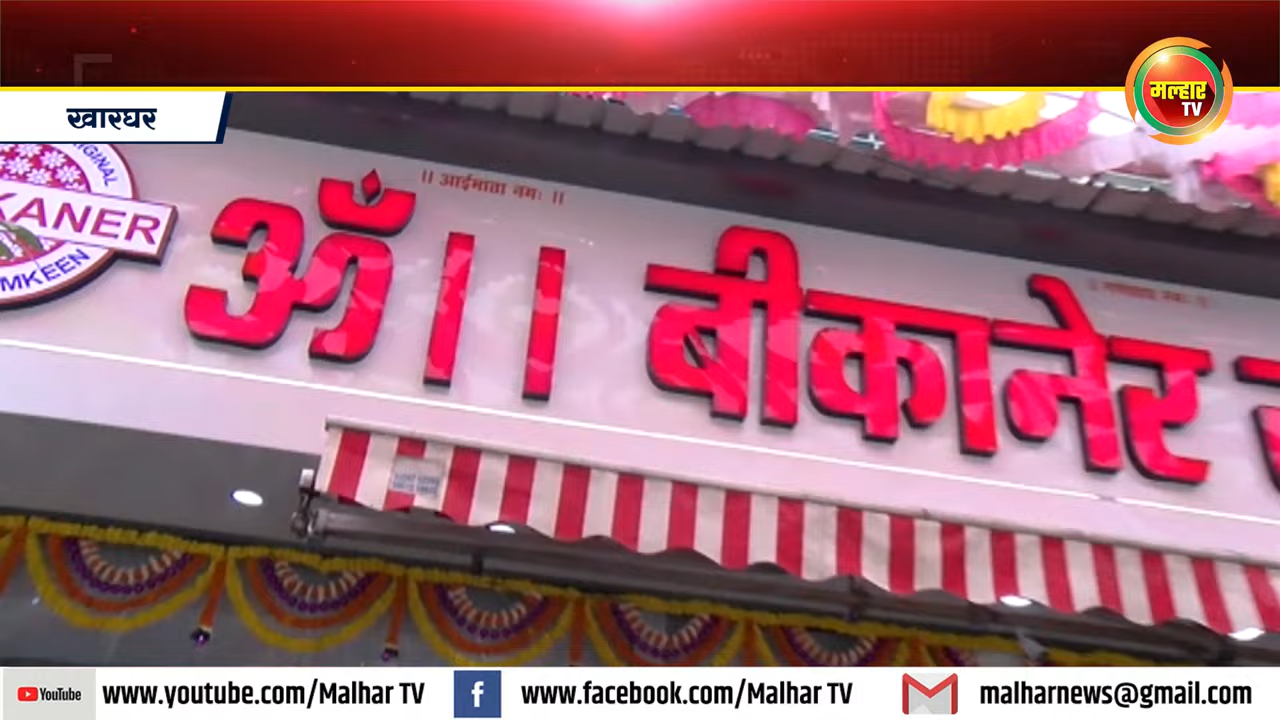 खारघर
मल्हार
TV
IGINAL
KANER
MKEEN
|| आईमाता नमः ||
ॐ || बीकानेर
YouTube
www.youtube.com/Malhar TV
www.facebook.com/Malhar TV
malharnews@gmail.com